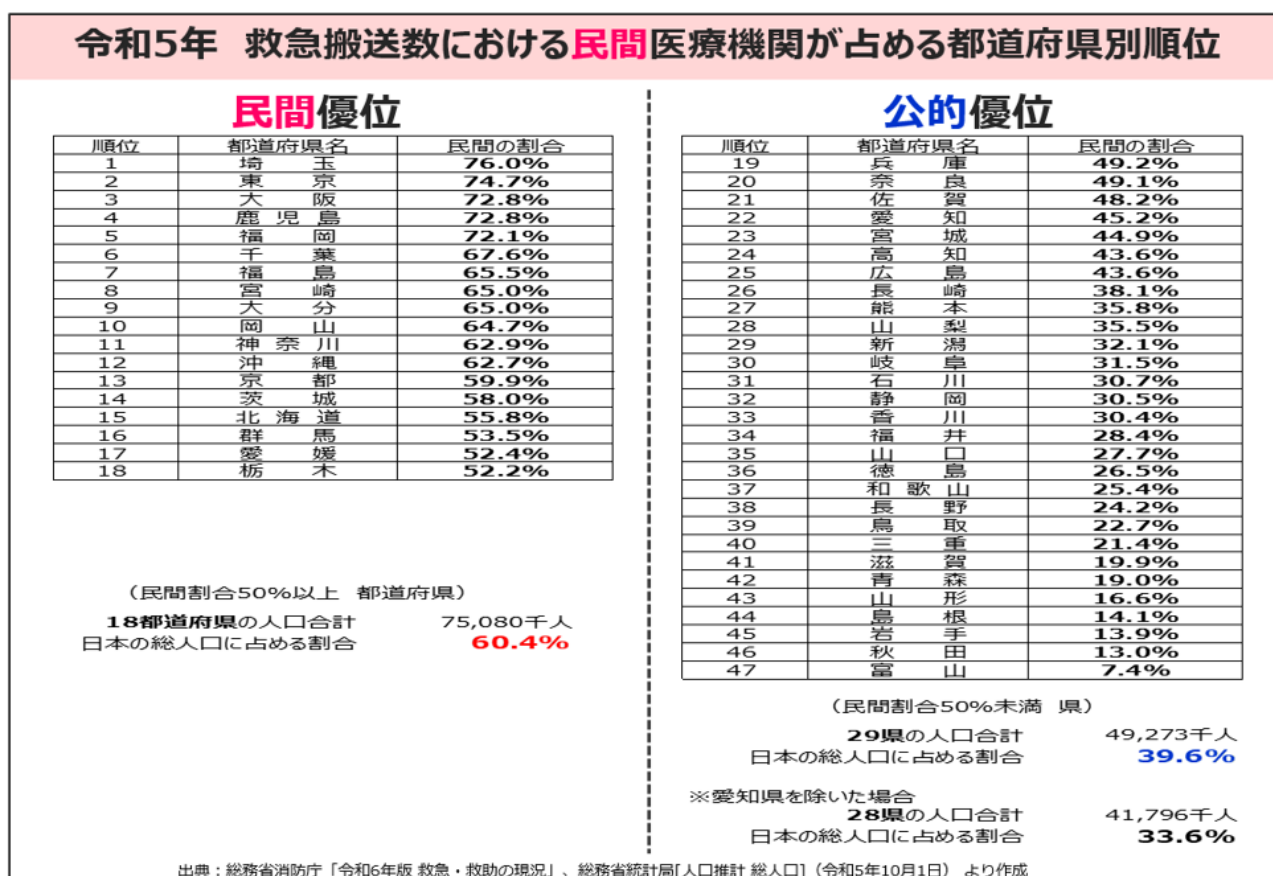 令和5年 救急搬送数における民間医療機関が占める都道府県別順位
民間優位
順位 都道府県名 民間の割合
1 埼玉 76.0%
2 東京 74.7%
3 大阪 72.8%
4 鹿児島 72.8%
5 福岡 72.1%
6 千葉 67.6%
7 福島 65.5%
8 宮崎 65.0%
9 大分 65.0%
10 岡山 64.7%
11 神奈川 62.9%
12 沖縄 62.7%
13 京都 59.9%
14 茨城 58.0%
15 北海道 55.8%
16 群馬 53.5%
17 愛媛 52.4%
18 栃木 52.2%
(民間割合50%以上 都道府県)
18都道府県の人口合計 75,080千人
日本の総人口に占める割合 60.4%
公的優位
順位 都道府県名 民間の割合
19 兵庫 49.2%
20 奈良 49.1%
21 佐賀 48.2%
22 愛知 45.2%
23 宮城 44.9%
24 高知 43.6%
25 広島 43.6%
26 長崎 38.1%
27 熊本 35.8%
28 山梨 35.5%
29 新潟 32.1%
30 岐阜 31.5%
31 石川 30.7%
32 静岡 30.5%
33 香川 30.4%
34 福井 28.4%
35 山口 27.7%
36 徳島 26.5%
37 和歌山 25.4%
38 長野 24.2%
39 鳥取 22.7%
40 三重 21.4%
41 滋賀 19.9%
42 青森 19.0%
43 山形 16.6%
44 島根 14.1%
45 岩手 13.9%
46 秋田 13.0%
47 富山 7.4%
(民間割合50%未満 県)
29県の人口合計 49,273千人
日本の総人口に占める割合 39.6%
※愛知県を除いた場合
28県の人口合計 41,796千人
日本の総人口に占める割合 33.6%
出典：総務省消防庁「令和6年版 救急・救助の現況」、総務省統計局[人口推計 総人口]（令和5年10月1日） より作成